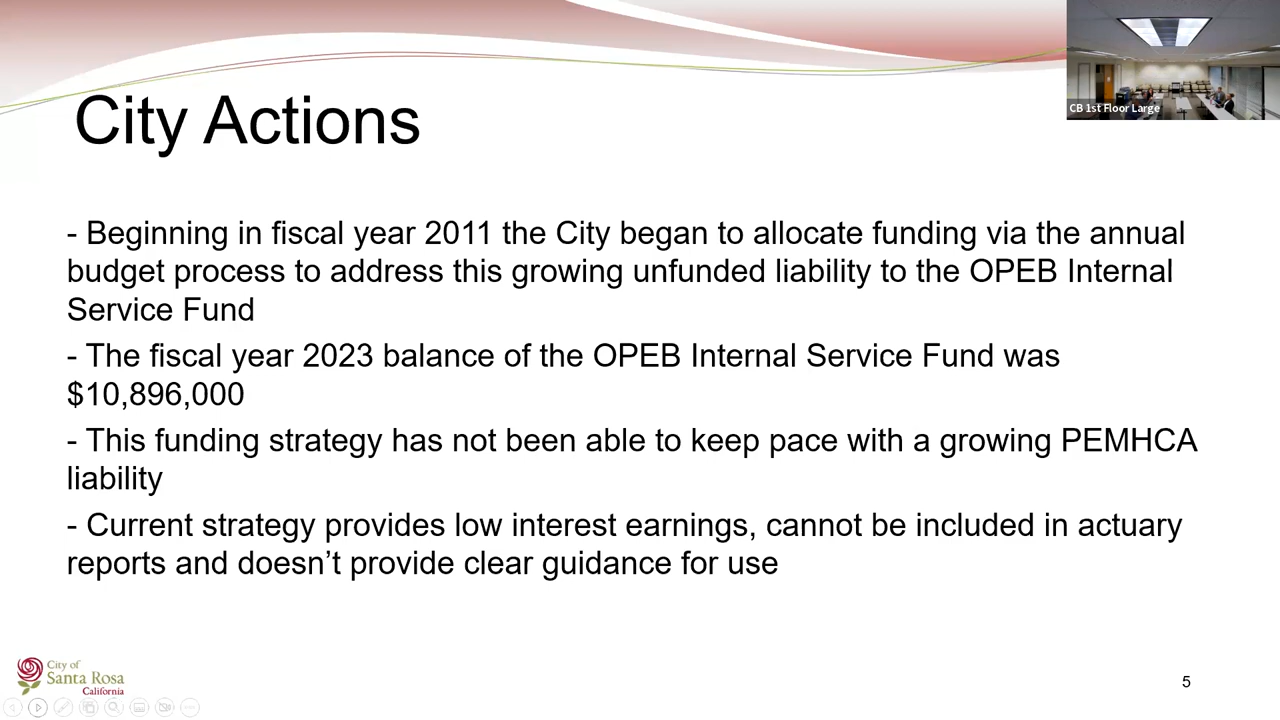 CB 1st Floor Large
City Actions
- Beginning in fiscal year 2011 the City began to allocate funding via the annual
budget process to address this growing unfunded liability to the OPEB Internal
Service Fund
- The fiscal year 2023 balance of the OPEB Internal Service Fund was
$10,896,000
- This funding strategy has not been able to keep pace with a growing PEMHCA
liability
- Current strategy provides low interest earnings, cannot be included in actuary
reports and doesn’t provide clear guidance for use
City of
Santa Rosa
California
5